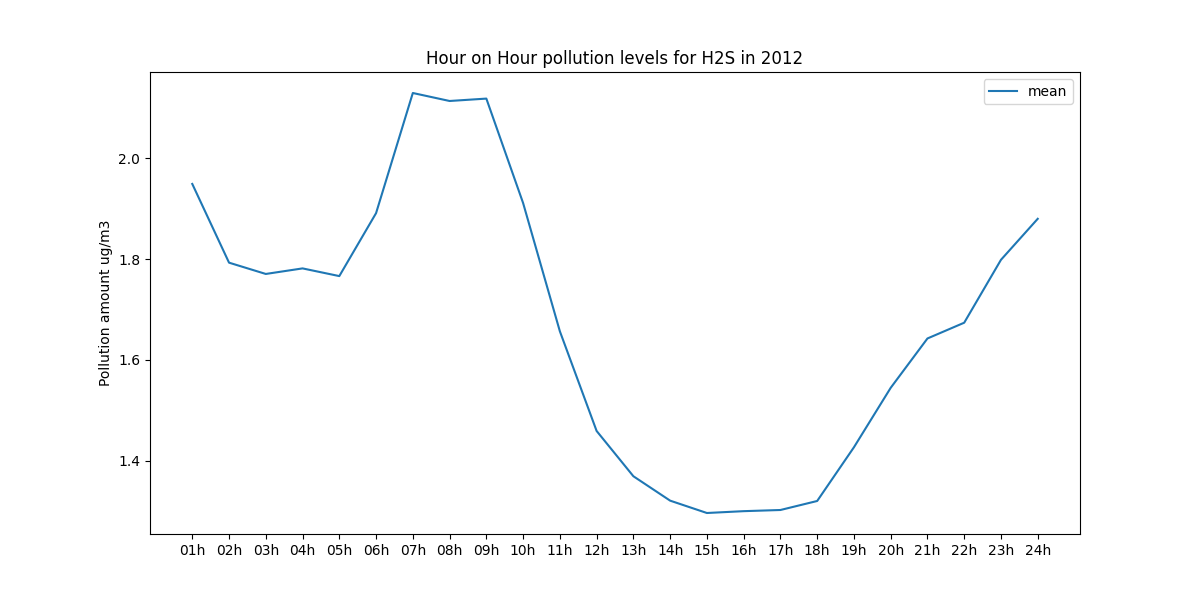 Hour on Hour pollution levels for H2S in 2012
mean
Pollution amount ug/m3
2.0
1.8
1.6
1.4
01h 02h 03h 04h 05h 06h 07h 08h 09h 10h 11h 12h 13h 14h 15h 16h 17h 18h 19h 20h 21h 22h 23h 24h